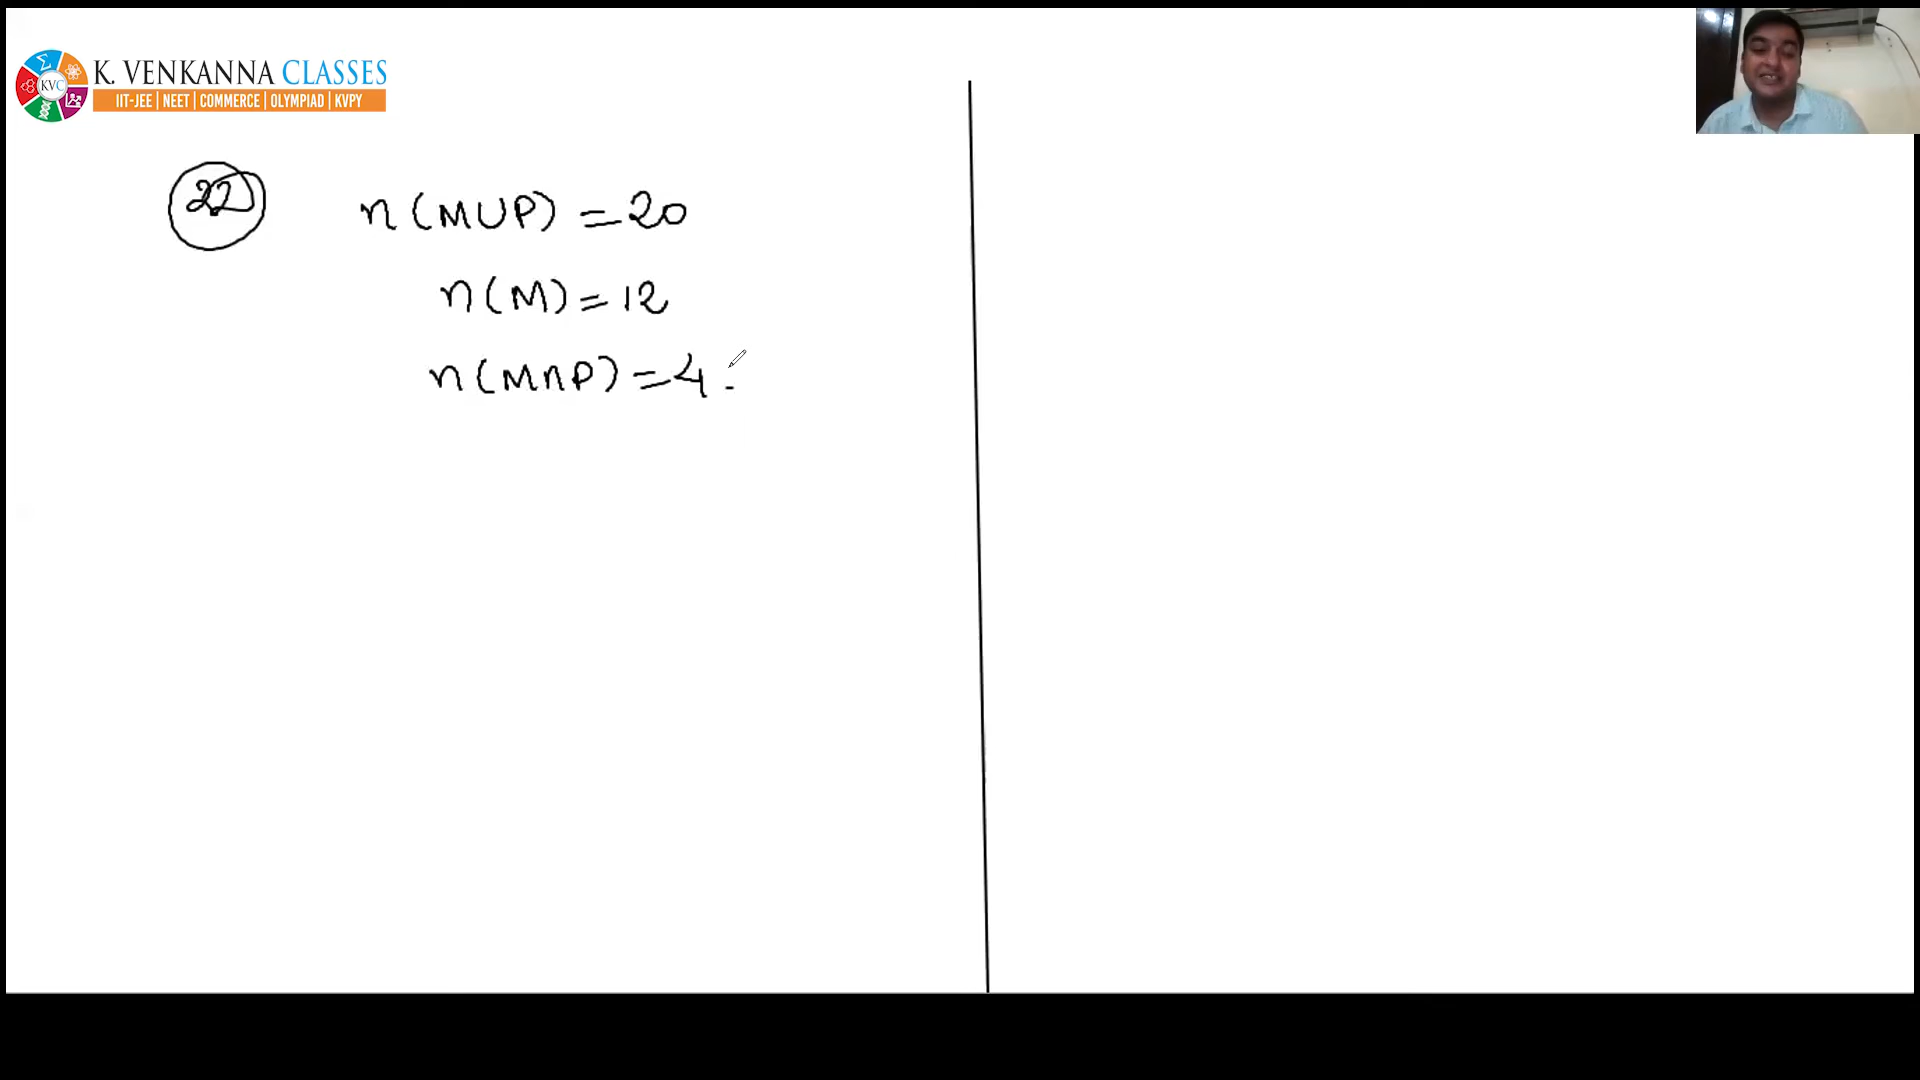 K. VENKANNA CLASSES
IIT-JEE | NEET | COMMERCE | OLYMPIAD | KVPY
KVC
22
n(M∪P) = 20
n(M) = 12
n(M∩P) = 4